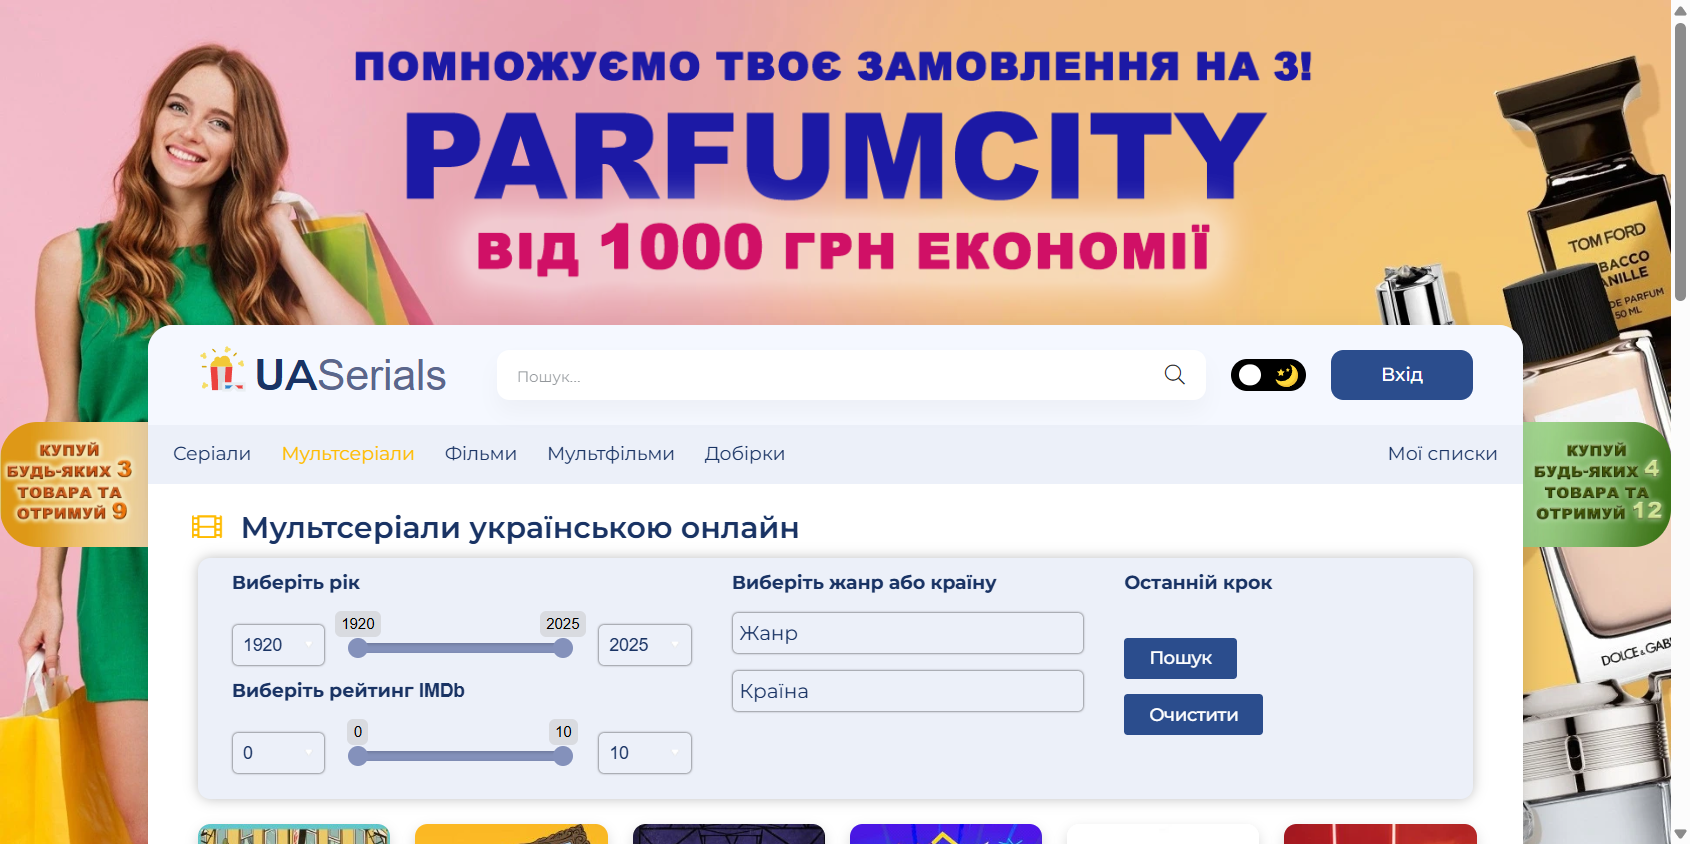 ПОМНОЖУЄМО ТВОЄ ЗАМОВЛЕННЯ НА 3!
PARFUMCITY
ВІД 1000 ГРН ЕКОНОМІЇ
TOM FORD
BACCO
ANILLE
DE PARFUM
50 ML
UASerials
Пошук...
Вхід
КУПУЙ
БУДЬ-ЯКИХ 3
ТОВАРА ТА
ОТРИМУЙ 9
Серіали Мультсеріали Фільми Мультфільми Добірки Мої списки
КУПУЙ
БУДЬ-ЯКИХ 4
ТОВАРА ТА
ОТРИМУЙ 12
Мультсеріали українською онлайн
Виберіть рік
1920 1920 2025 2025
Виберіть рейтинг IMDb
0 0 10 10
Виберіть жанр або країну
Жанр
Країна
Останній крок
Пошук
Очистити
DOLCE & GAB